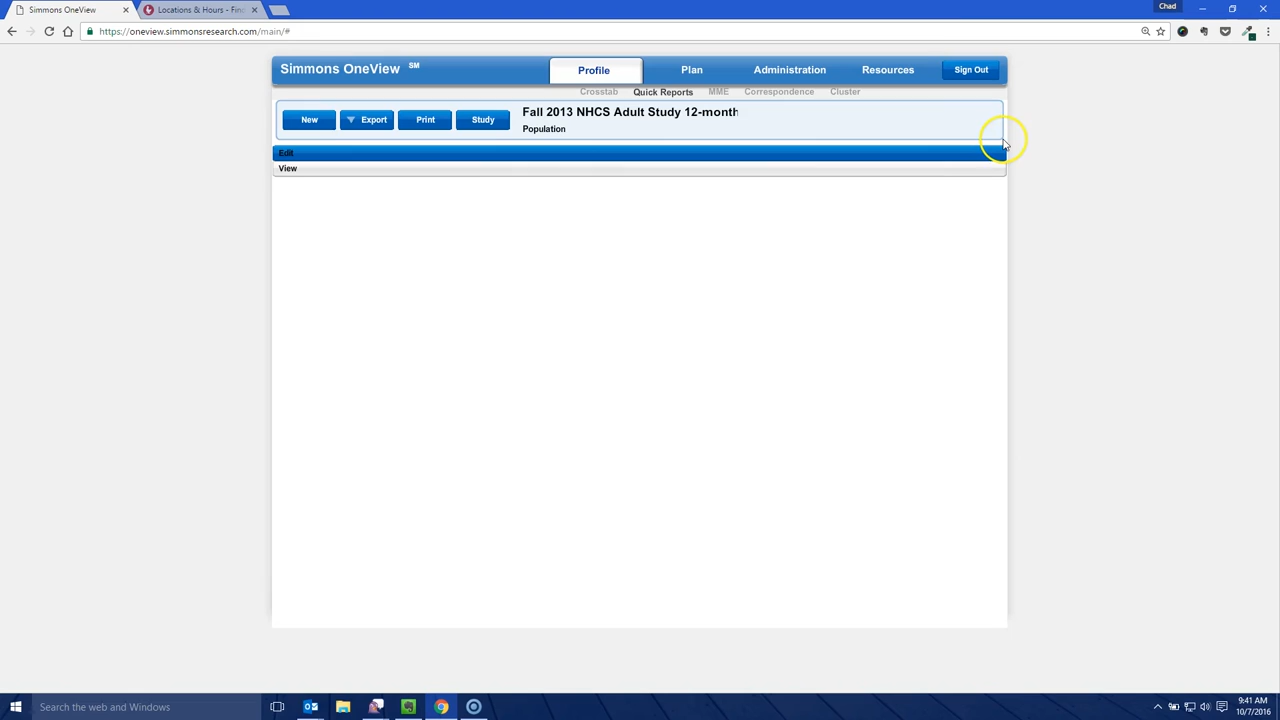 Simmons OneView
Locations & Hours - Fin
Chad
https://oneview.simmonsresearch.com/main/#
Simmons OneView SM
Profile
Plan
Administration
Resources
Sign Out
Crosstab
Quick Reports
MME
Correspondence
Cluster
New
Export
Print
Study
Fall 2013 NHCS Adult Study 12-month
Population
Edit
View
Search the web and Windows
9:41 AM
10/7/2016